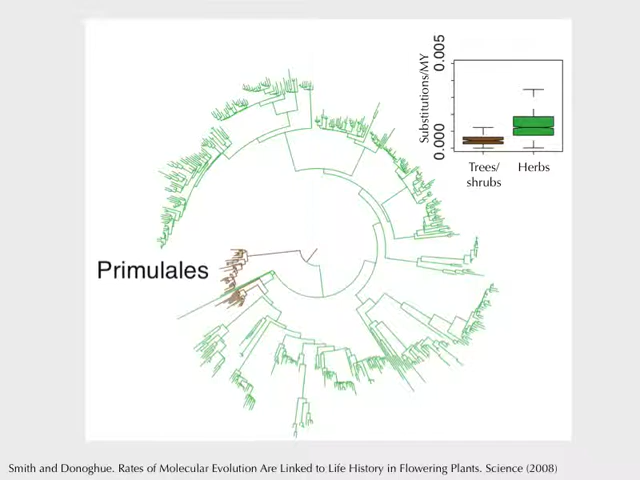 0.005
Substitutions/MY
0.000
Trees/
shrubs
Herbs
Primulales
Smith and Donoghue. Rates of Molecular Evolution Are Linked to Life History in Flowering Plants. Science (2008)